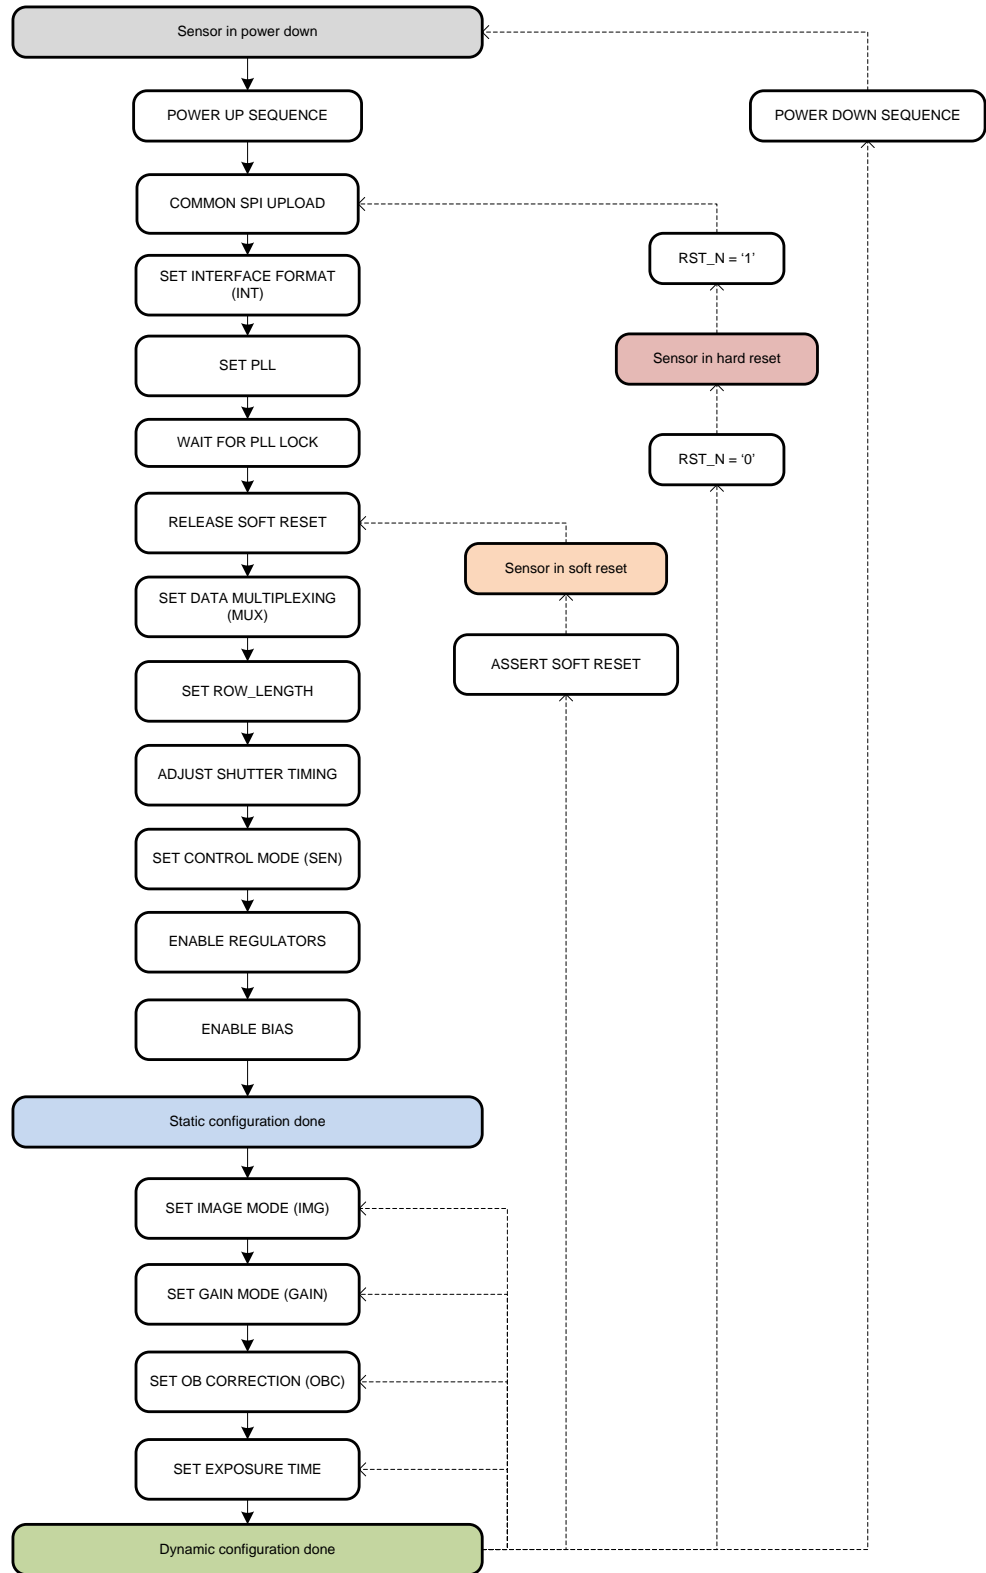 Sensor in power down
POWER UP SEQUENCE
POWER DOWN SEQUENCE
COMMON SPI UPLOAD
RST_N = ‘1’
SET INTERFACE FORMAT
(INT)
Sensor in hard reset
SET PLL
WAIT FOR PLL LOCK
RST_N = ‘0’
RELEASE SOFT RESET
Sensor in soft reset
SET DATA MULTIPLEXING
(MUX)
ASSERT SOFT RESET
SET ROW_LENGTH
ADJUST SHUTTER TIMING
SET CONTROL MODE (SEN)
ENABLE REGULATORS
ENABLE BIAS
Static configuration done
SET IMAGE MODE (IMG)
SET GAIN MODE (GAIN)
SET OB CORRECTION (OBC)
SET EXPOSURE TIME
Dynamic configuration done